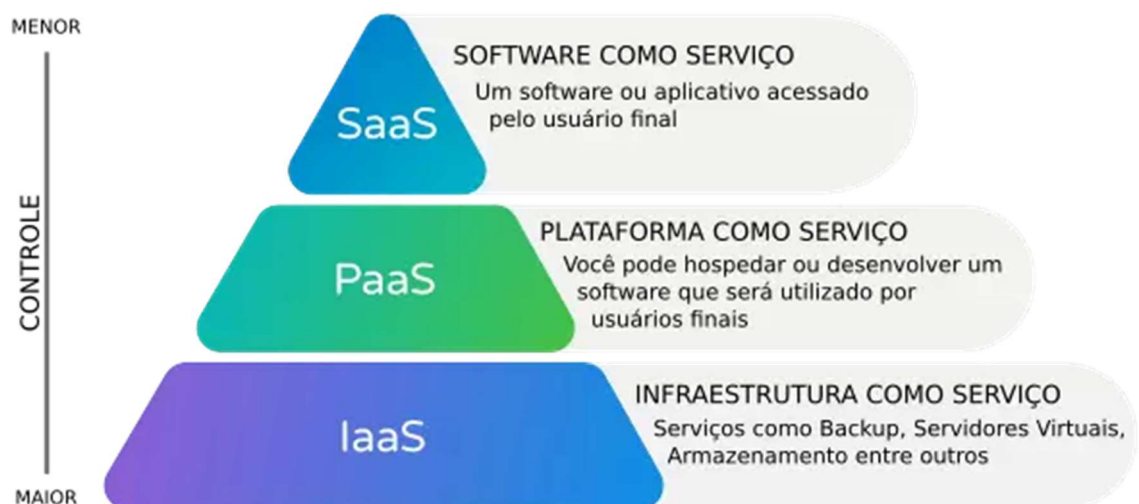 MENOR
SOFTWARE COMO SERVIÇO
Um software ou aplicativo acessado
pelo usuário final
SaaS
CONTROLE
PLATAFORMA COMO SERVIÇO
Você pode hospedar ou desenvolver um
software que será utilizado por
usuários finais
PaaS
INFRAESTRUTURA COMO SERVIÇO
Serviços como Backup, Servidores Virtuais,
Armazenamento entre outros
IaaS
MAIOR